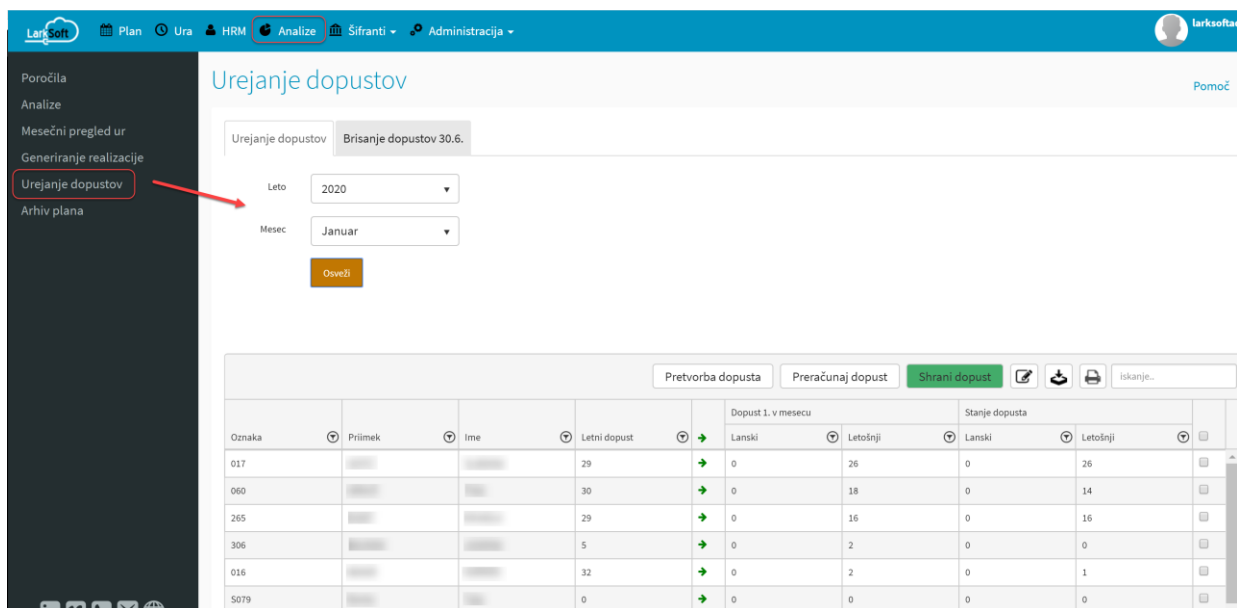 LarkSoft Plan Ura HRM Analize Šifranti Administracija larksoftad
Poročila
Analize
Mesečni pregled ur
Generiranje realizacije
Urejanje dopustov
Arhiv plana
Urejanje dopustov
Pomoč
Urejanje dopustov Brisanje dopustov 30.6.
Leto 2020
Mesec Januar
Osveži
Pretvorba dopusta Preračunaj dopust Shrani dopust iskanje..
Dopust 1. v mesecu Stanje dopusta
Oznaka Priimek Ime Letni dopust Lanski Letošnji Lanski Letošnji
017 29 0 26 0 26
060 30 0 18 0 14
265 29 0 16 0 16
306 5 0 2 0 0
016 32 0 2 0 1
S079 0 0 0 0 0